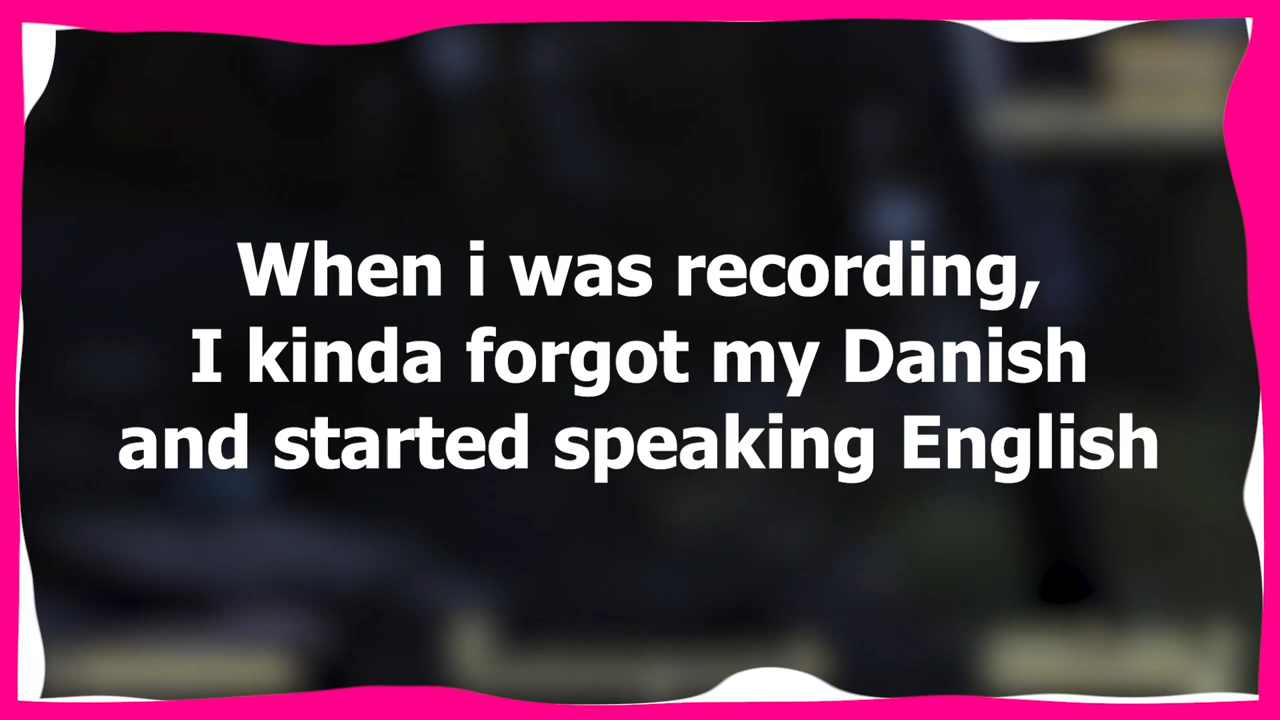 When i was recording,
I kinda forgot my Danish
and started speaking English